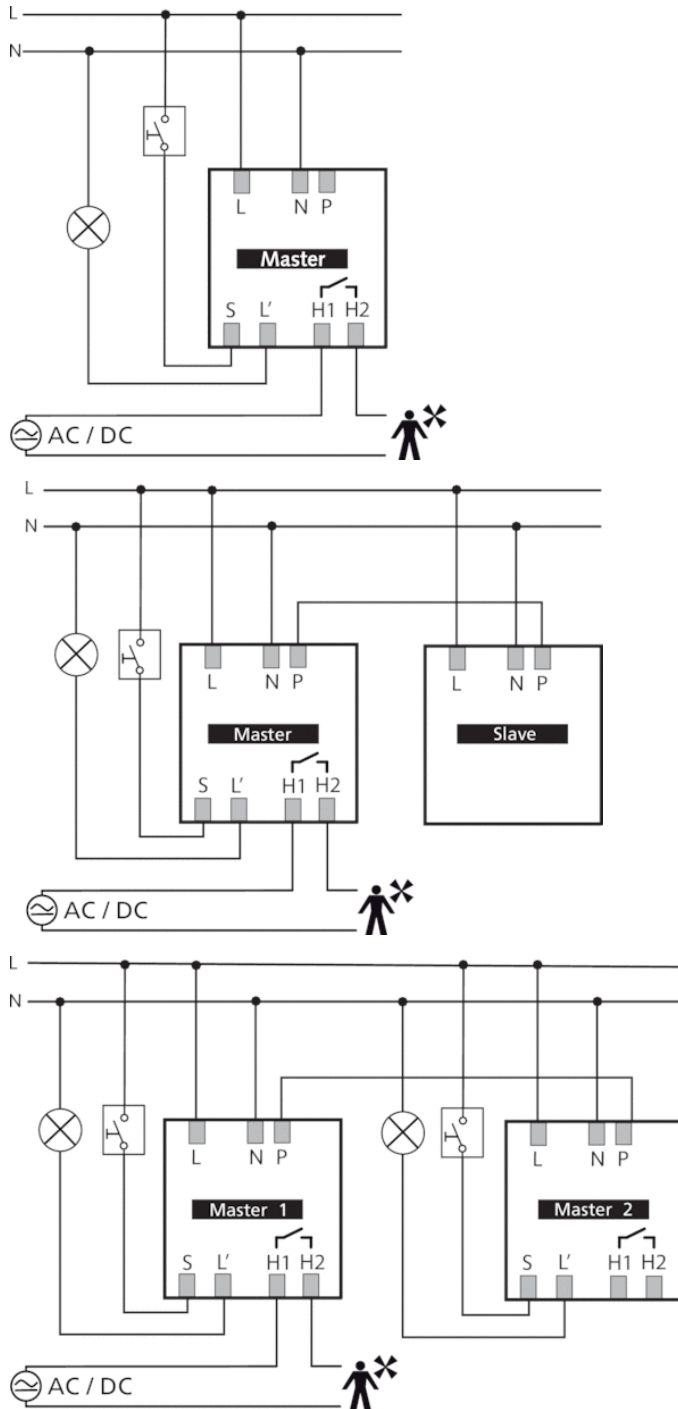 L
N
L N P
Master
S L' H1 H2
AC / DC
L
N
L N P L N P
Master Slave
S L' H1 H2
AC / DC
L
N
L N P L N P
Master 1 Master 2
S L' H1 H2 S L' H1 H2
AC / DC